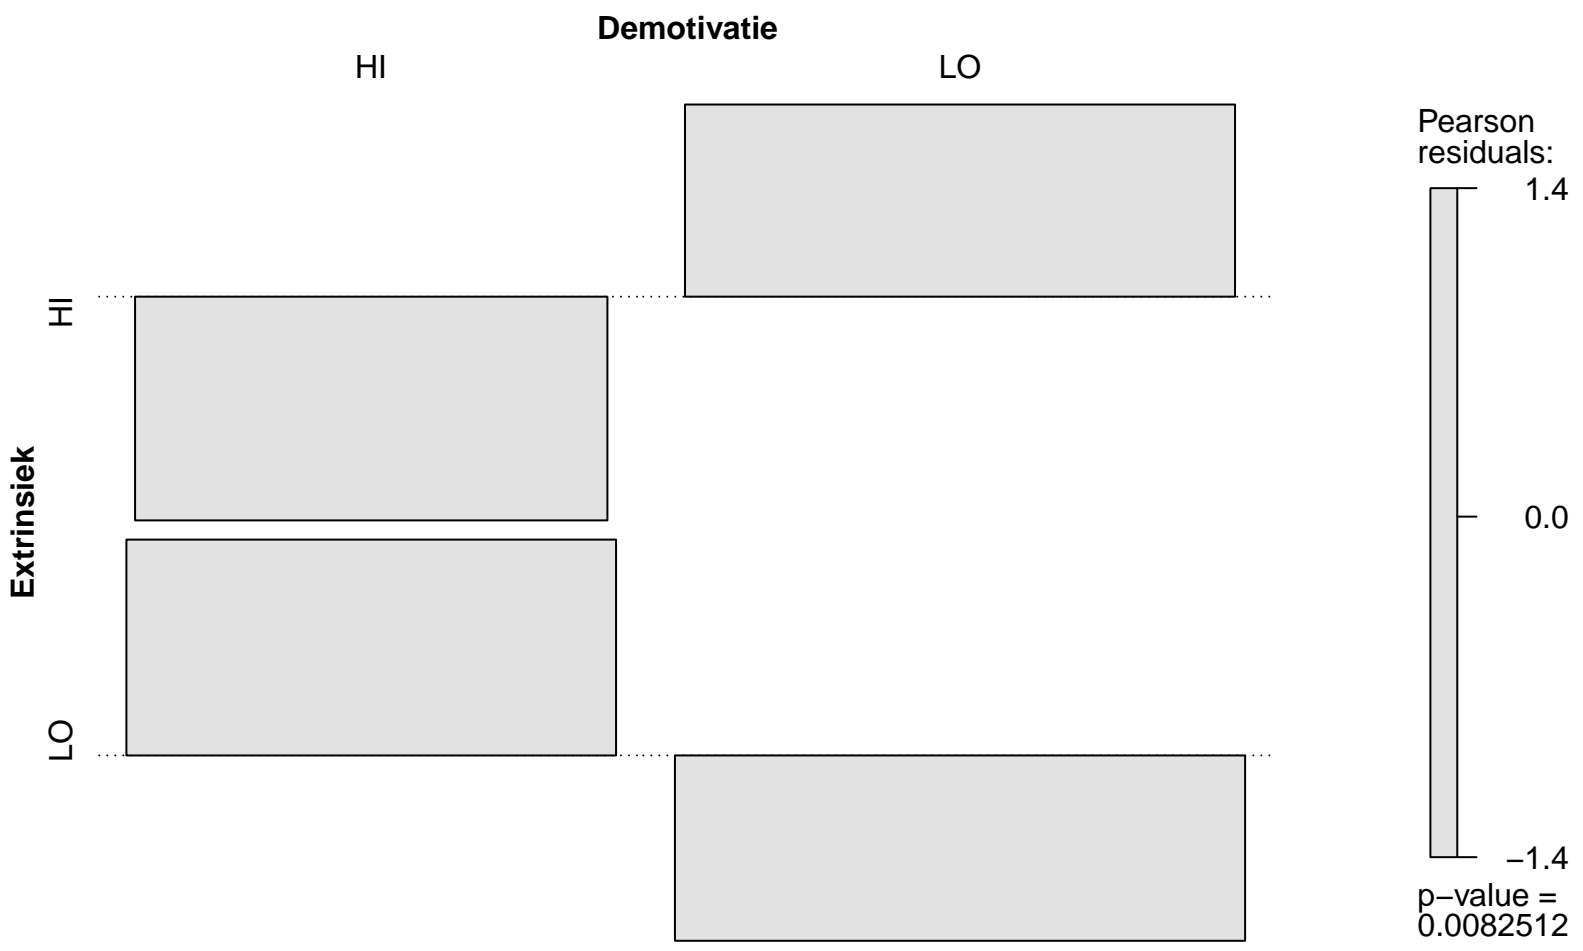 Demotivatie
HI
LO
Extrinsiek
HI
LO
Pearson
residuals:
1.4
0.0
−1.4
p−value =
0.0082512